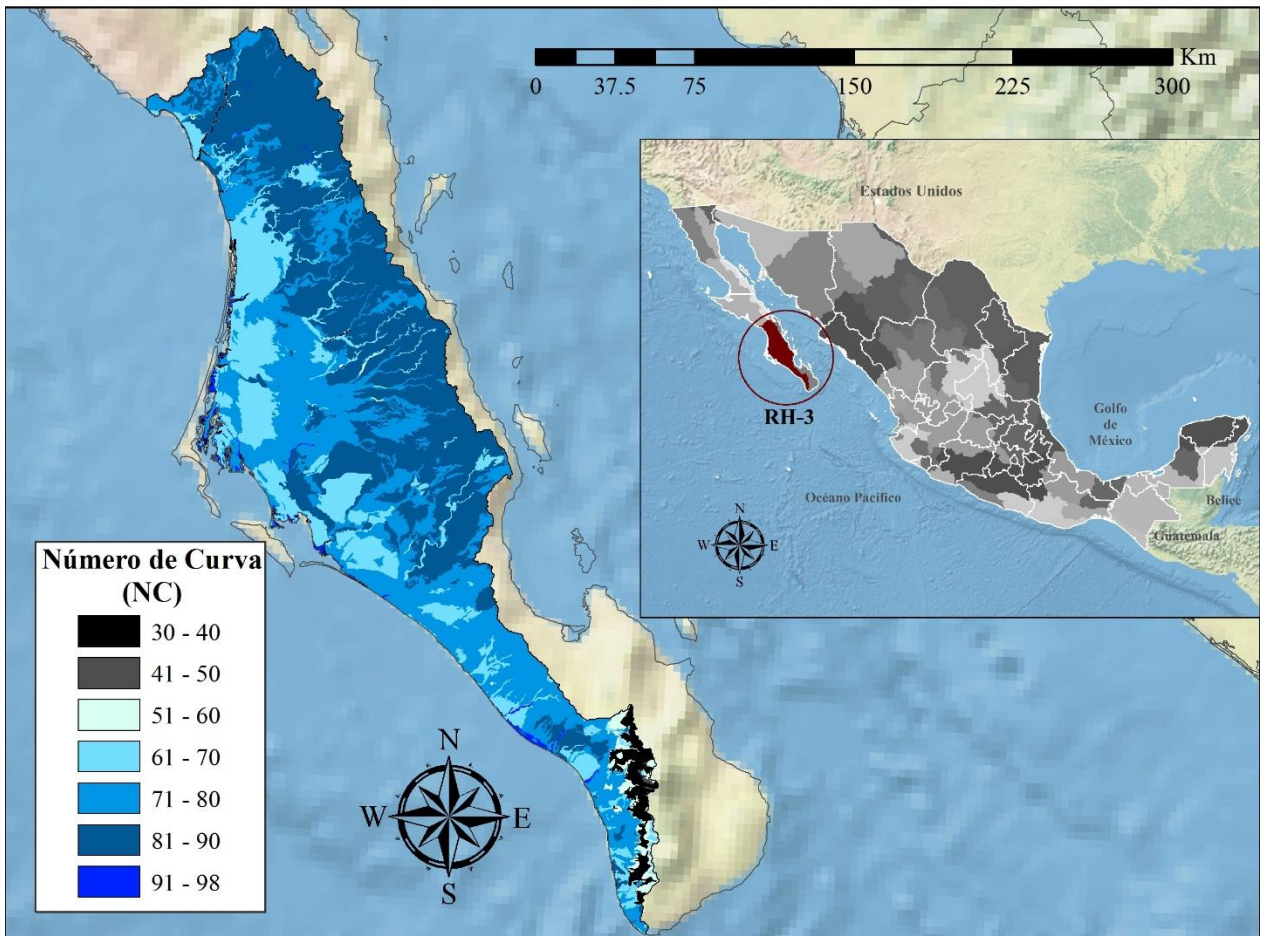 Km
0 37.5 75 150 225 300
Estados Unidos
RH-3
Golfo
de
México
Océano Pacífico
Belice
Guatemala
N
W E
S
Número de Curva
(NC)
30 - 40
41 - 50
51 - 60
61 - 70
71 - 80
81 - 90
91 - 98
N
W E
S